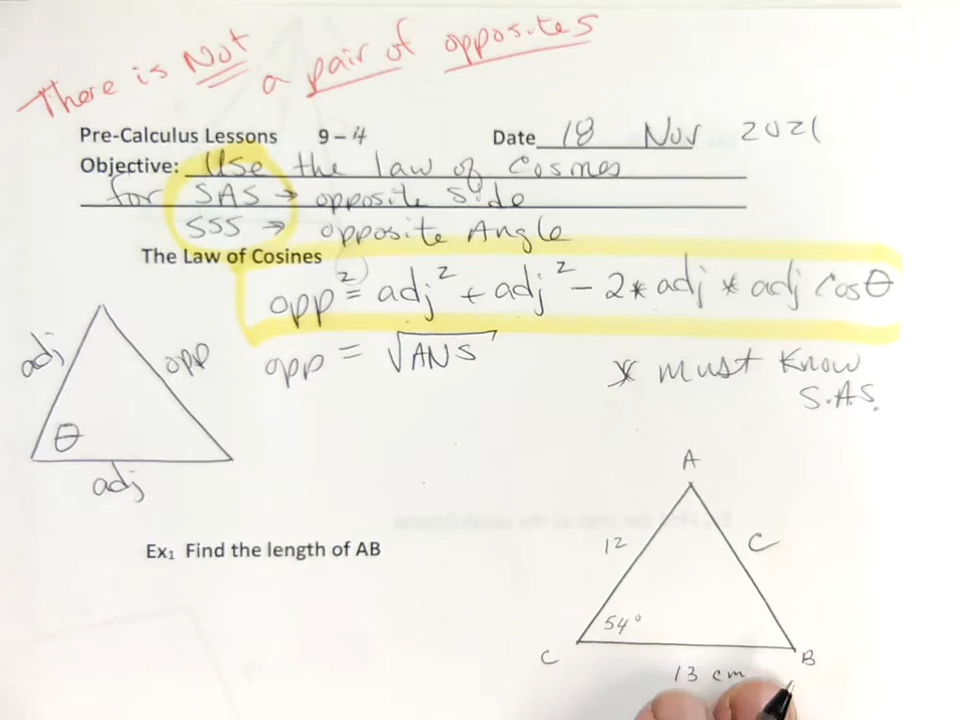 There is Not a pair of opposites
Pre-Calculus Lessons 9-4 Date 18 Nov 2021
Objective: Use the law of Cosines
for SAS → opposite Side
SSS → opposite Angle
The Law of Cosines
opp² = adj² + adj² - 2 * adj * adj Cosθ
opp = √ANS
* must Know
S.A.S.
adj
opp
θ
adj
A
12
C
Ex1 Find the length of AB
54°
C
B
13 cm